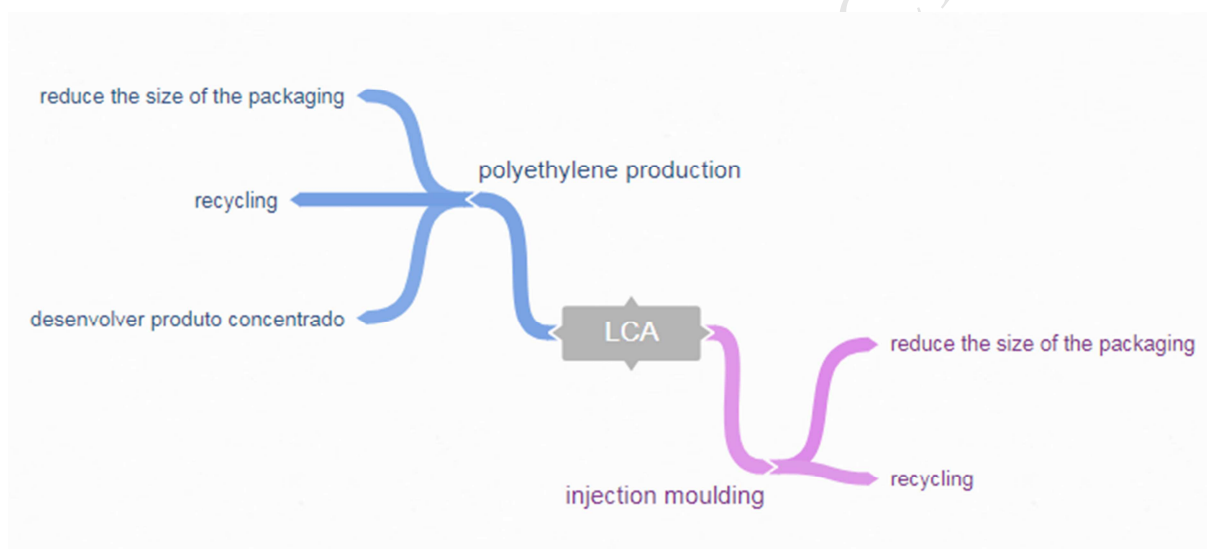 reduce the size of the packaging
polyethylene production
recycling
desenvolver produto concentrado
LCA
reduce the size of the packaging
recycling
injection moulding